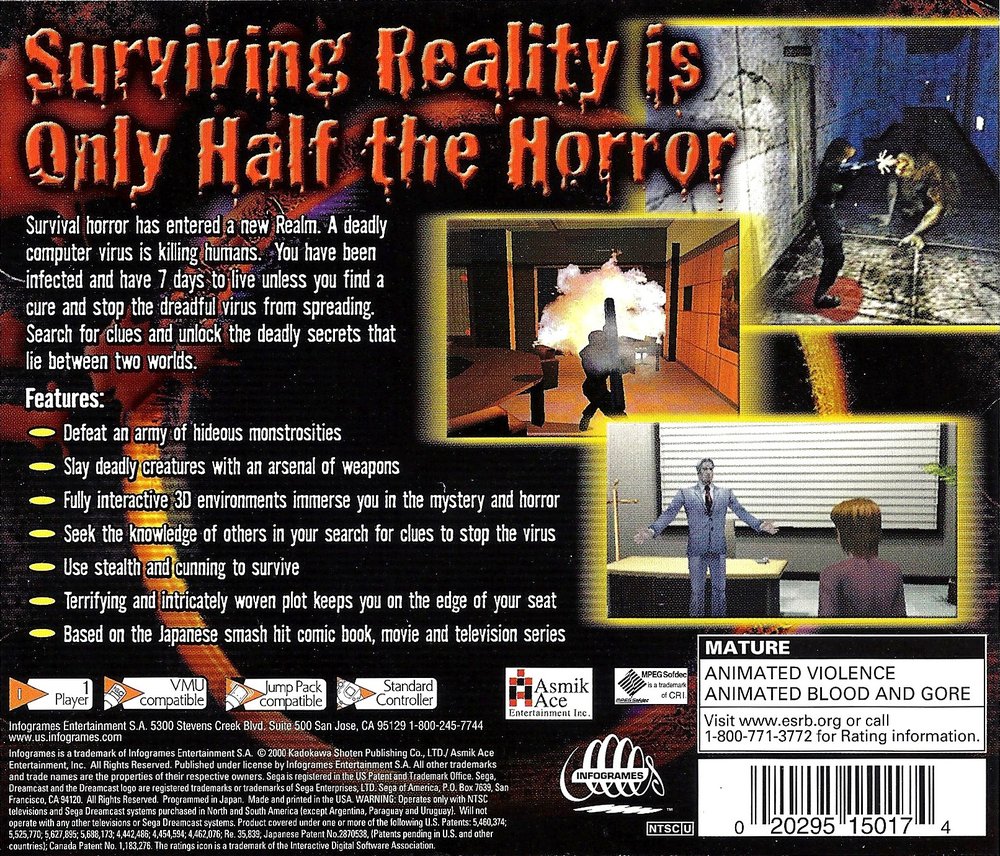 Surviving Reality is
Only Half the Horror
Survival horror has entered a new Realm. A deadly
computer virus is killing humans. You have been
infected and have 7 days to live unless you find a
cure and stop the dreadful virus from spreading.
Search for clues and unlock the deadly secrets that
lie between two worlds.
Features:
Defeat an army of hideous monstrosities
Slay deadly creatures with an arsenal of weapons
Fully interactive 3D environments immerse you in the mystery and horror
Seek the knowledge of others in your search for clues to stop the virus
Use stealth and cunning to survive
Terrifying and intricately woven plot keeps you on the edge of your seat
Based on the Japanese smash hit comic book, movie and television series
1
Player
VMU
compatible
Jump Pack
compatible
Standard
Controller
Asmik
Ace
Entertainment Inc.
MPEG Sofdec
is a trademark
of CRI.
MPEG Sofdec
MATURE
ANIMATED VIOLENCE
ANIMATED BLOOD AND GORE
Visit www.esrb.org or call
1-800-771-3772 for Rating information.
Infogrames Entertainment S.A. 5300 Stevens Creek Blvd. Suite 500 San Jose, CA 95129 1-800-245-7744
www.us.infogrames.com
Infogrames is a trademark of Infogrames Entertainment S.A. © 2000 Kadokawa Shoten Publishing Co., LTD./ Asmik Ace
Entertainment, Inc. All Rights Reserved. Published under license by Infogrames Entertainment S.A. All other trademarks
and trade names are the properties of their respective owners. Sega is registered in the US Patent and Trademark Office. Sega,
Dreamcast and the Dreamcast logo are registered trademarks or trademarks of Sega Enterprises, LTD. Sega of America, P.O. Box 7639, San
Francisco, CA 94120. All Rights Reserved. Programmed in Japan. Made and printed in the USA. WARNING: Operates only with NTSC
televisions and Sega Dreamcast systems purchased in North and South America (except Argentina, Paraguay and Uruguay). Will not
operate with any other televisions or Sega Dreamcast systems. Product covered under one or more of the following U.S. Patents: 5,460,374;
5,525,770; 5,627,895; 5,688,173; 4,442,486; 4,454,594; 4,462,076; Re. 35,839; Japanese Patent No.2870538, (Patents pending in U.S. and other
countries); Canada Patent No. 1,183,276. The ratings icon is a trademark of the Interactive Digital Software Association.
INFOGRAMES
TM
NTSC U
0 20295 15017 4